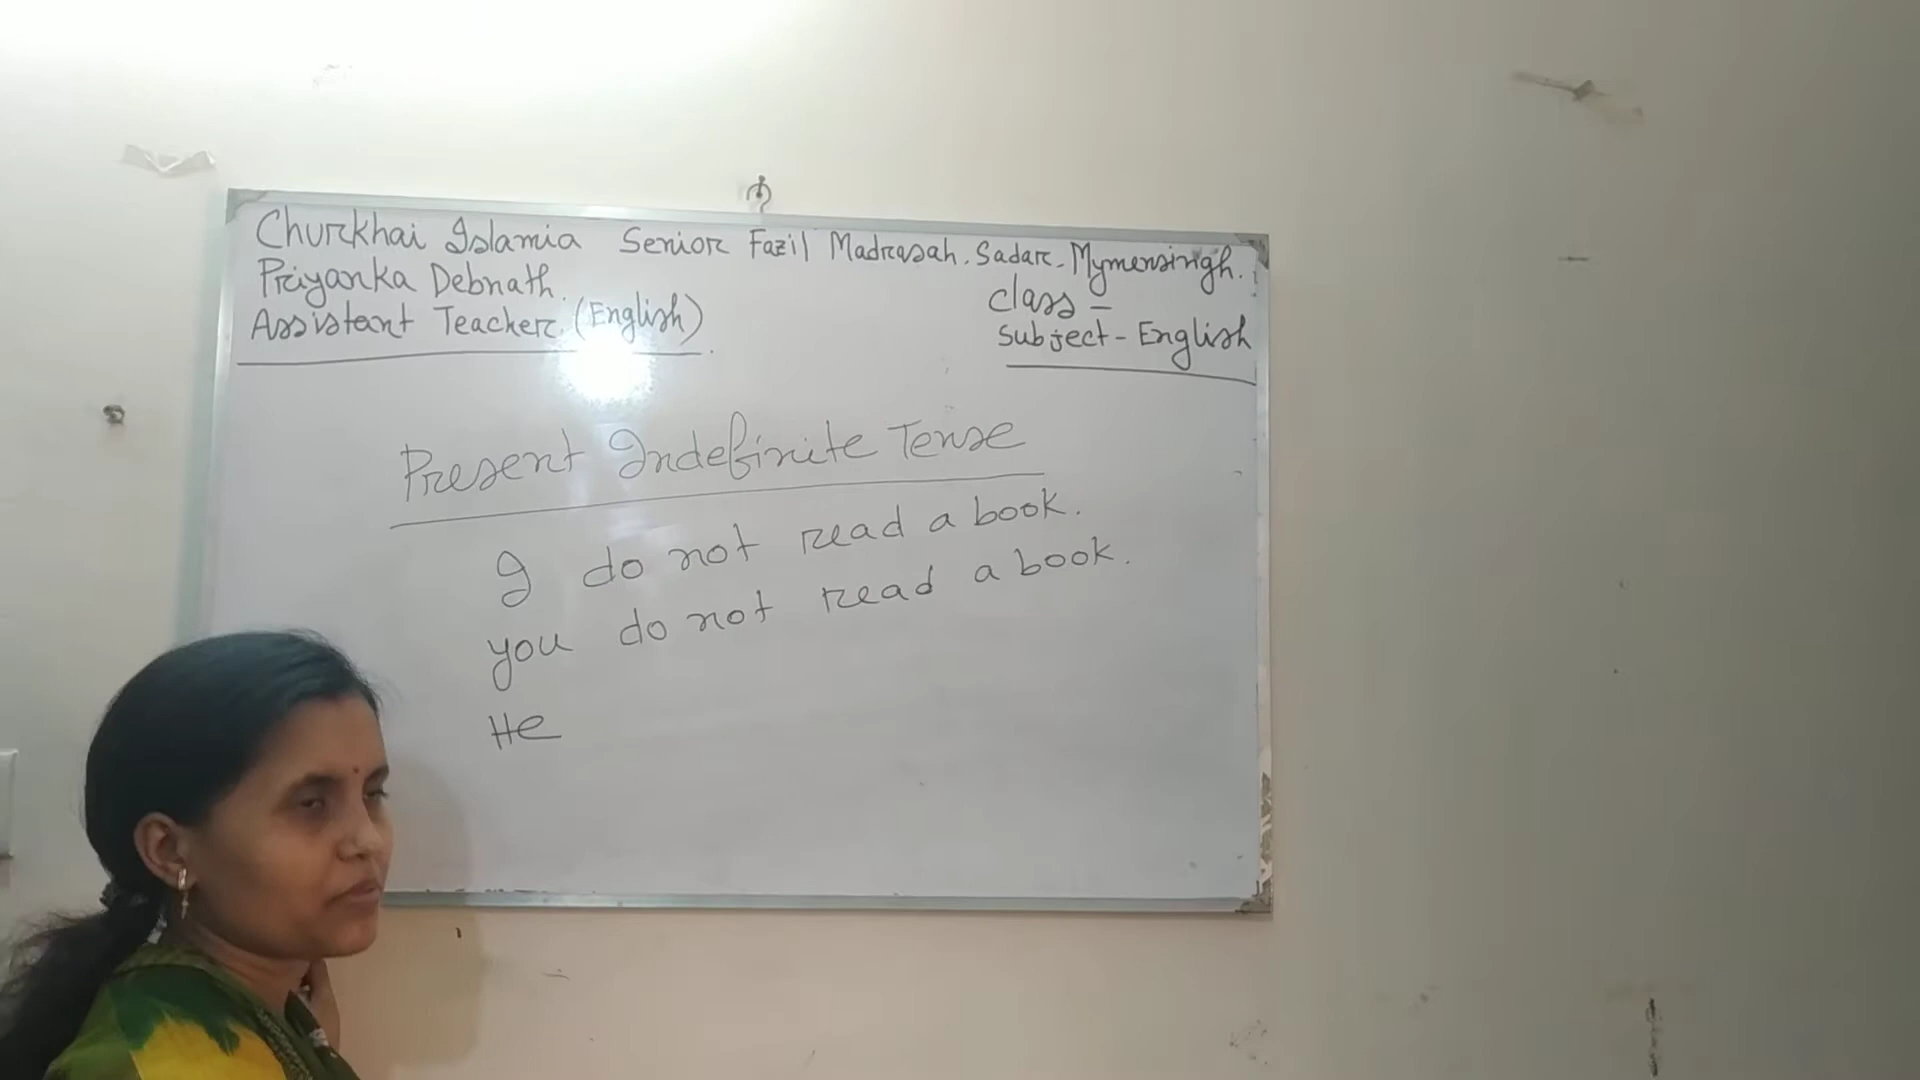 Churkhai Islamia Senior Fazil Madrasah. Sadar - Mymensingh.
Priyanka Debnath.
Class -
Assistant Teacher. (English)
Subject - English
Present Indefinite Tense
I do not read a book.
you do not read a book.
He